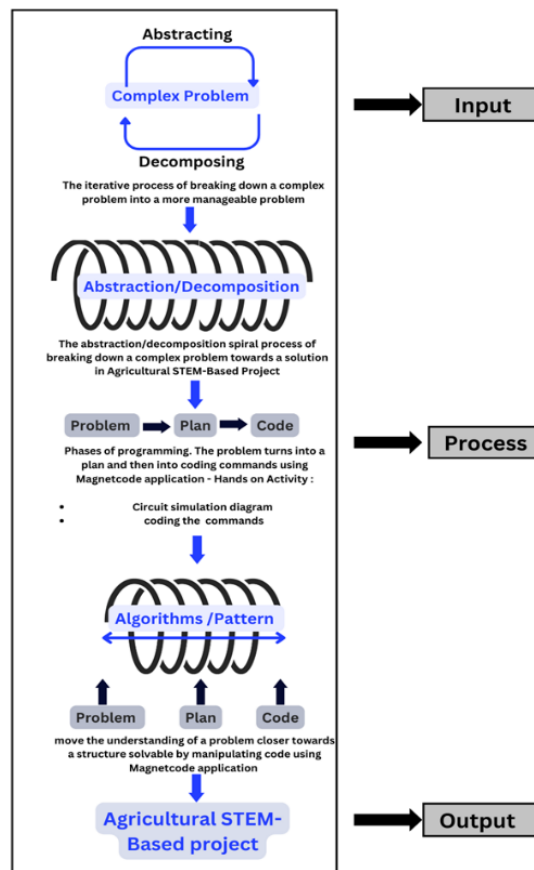 Abstracting
Complex Problem
Input
Decomposing
The iterative process of breaking down a complex
problem into a more manageable problem
Abstraction/Decomposition
The abstraction/decomposition spiral process of
breaking down a complex problem towards a solution
in Agricultural STEM-Based Project
Problem
Plan
Code
Process
Phases of programming. The problem turns into a
plan and then into coding commands using
Magnetcode application - Hands on Activity :
• Circuit simulation diagram
• coding the commands
Algorithms /Pattern
Problem
Plan
Code
move the understanding of a problem closer towards
a structure solvable by manipulating code using
Magnetcode application
Agricultural STEM-
Based project
Output